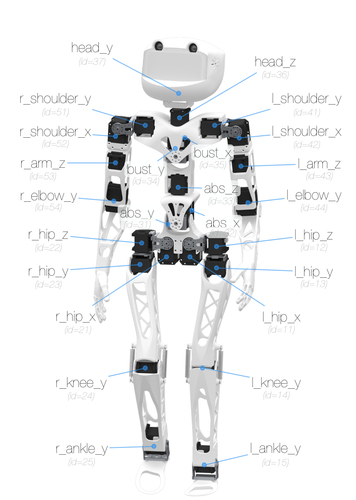 head_y
(id=37)
head_z
(id=36)
r_shoulder_y
(id=51)
l_shoulder_y
(id=41)
r_shoulder_x
(id=52)
l_shoulder_x
(id=42)
bust_x
(id=35)
r_arm_z
(id=53)
bust_y
(id=34)
l_arm_z
(id=43)
r_elbow_y
(id=54)
abs_z
(id=33)
l_elbow_y
(id=44)
abs_y
abs_x
r_hip_z
(id=22)
l_hip_z
(id=12)
r_hip_y
(id=23)
l_hip_y
(id=13)
r_hip_x
(id=21)
l_hip_x
(id=11)
r_knee_y
(id=24)
l_knee_y
(id=14)
r_ankle_y
(id=25)
l_ankle_y
(id=15)